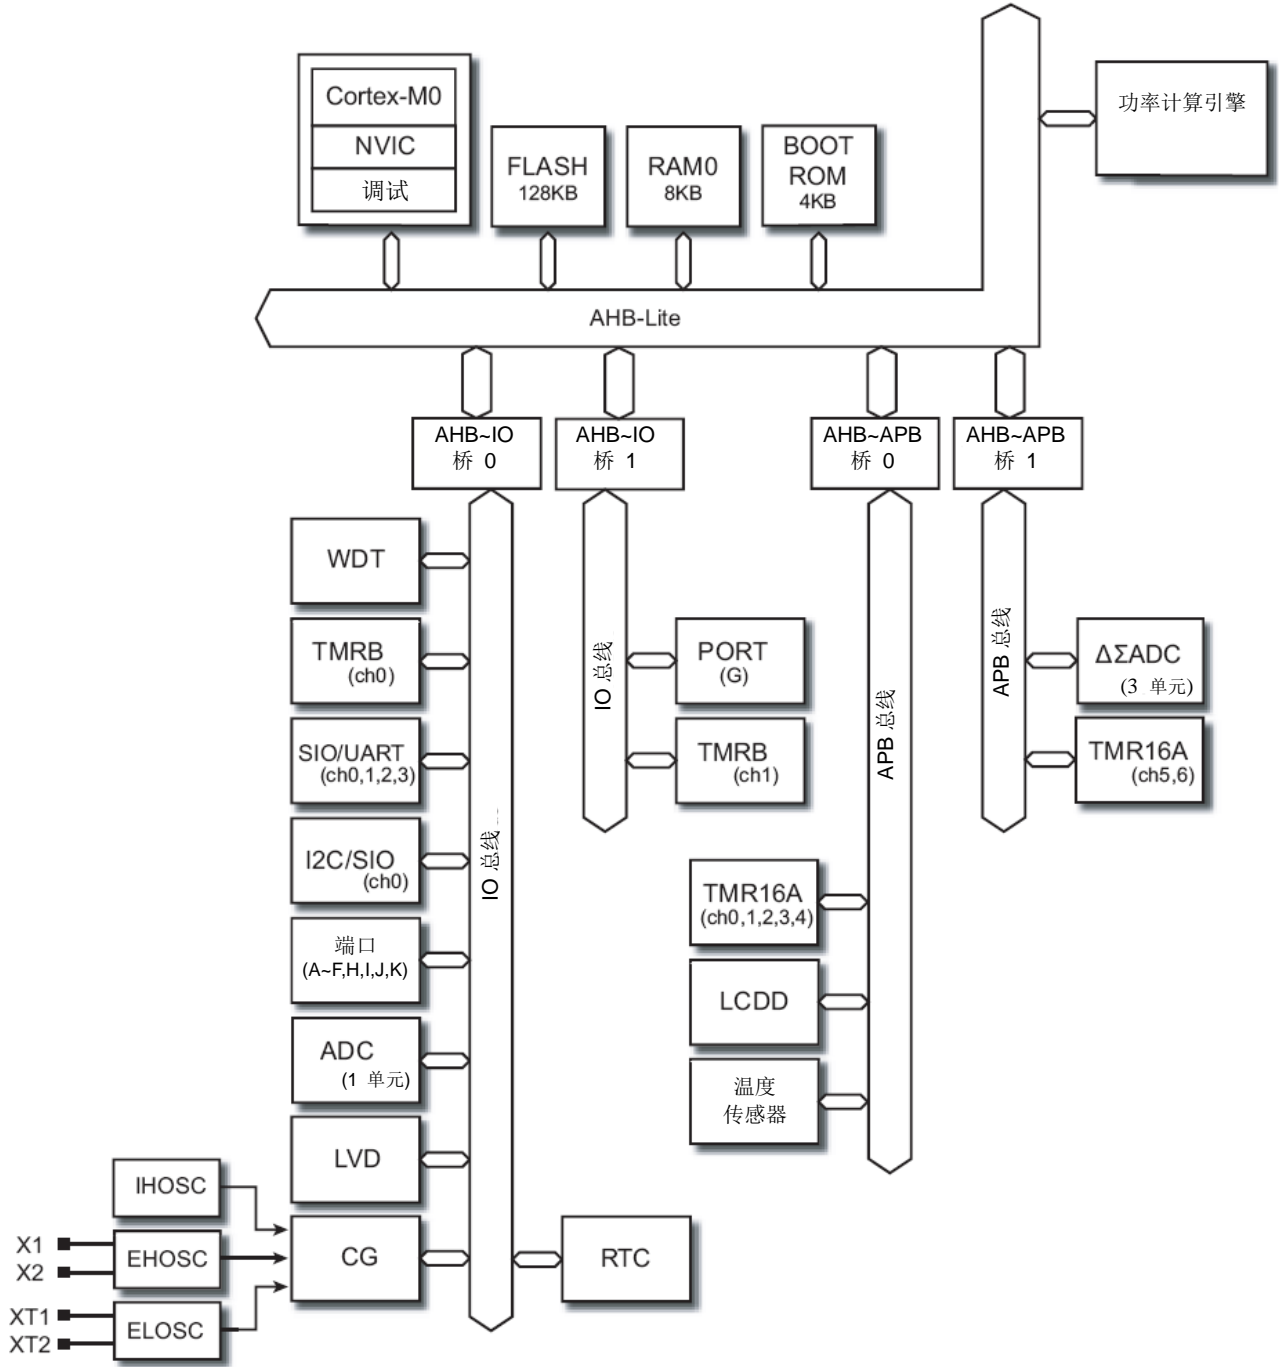 Cortex-M0
NVIC
调试
FLASH
128KB
RAM0
8KB
BOOT
ROM
4KB
功率计算引擎
AHB-Lite
AHB~IO
桥 0
AHB~IO
桥 1
AHB~APB
桥 0
AHB~APB
桥 1
WDT
TMRB
(ch0)
SIO/UART
(ch0,1,2,3)
I2C/SIO
(ch0)
端口
(A~F,H,I,J,K)
ADC
(1 单元)
LVD
CG
IO 总线
RTC
IHOSC
X1
X2
EHOSC
XT1
XT2
ELOSC
IO 总线
PORT
(G)
TMRB
(ch1)
APB 总线
TMR16A
(ch0,1,2,3,4)
LCDD
温度
传感器
APB 总线
ΔΣADC
(3 单元)
TMR16A
(ch5,6)